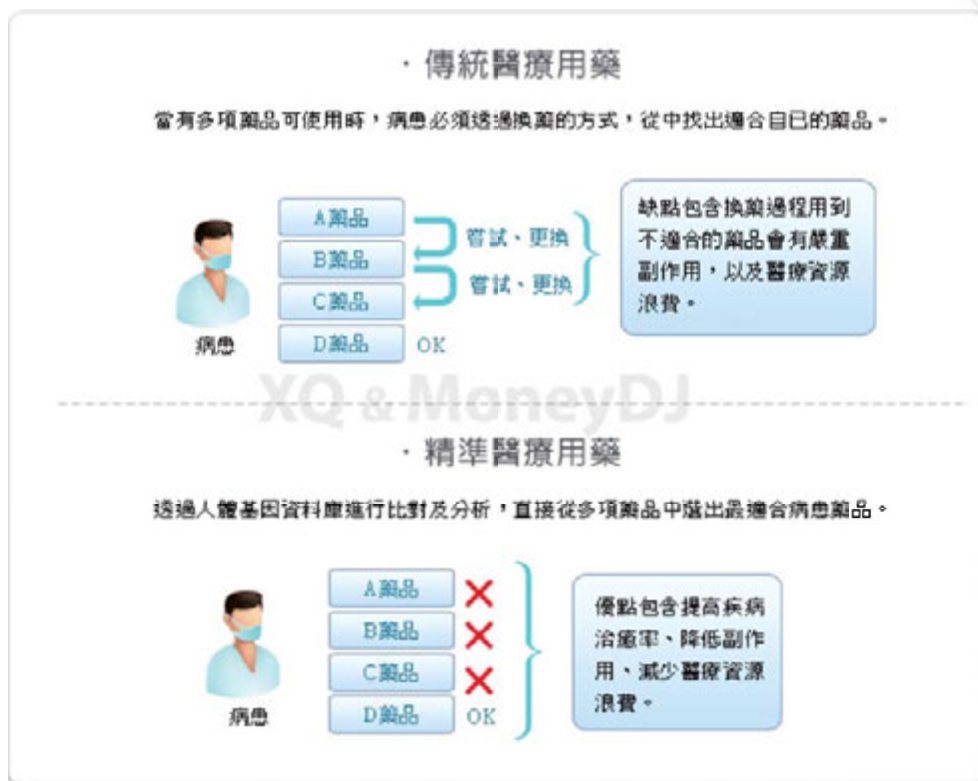 ·傳統醫療用藥
當有多項藥品可使用時，病患必須透過換藥的方式，從中找出適合自已的藥品。
A藥品
B藥品
C藥品
D藥品
嘗試、更換
嘗試、更換
OK
病患
缺點包含換藥過程用到
不適合的藥品會有嚴重
副作用，以及醫療資源
浪費。
XQ & MoneyDJ
·精準醫療用藥
透過人體基因資料庫進行比對及分析，直接從多項藥品中選出最適合病患藥品。
A藥品
B藥品
C藥品
D藥品
OK
病患
優點包含提高疾病
治癒率、降低副作
用、減少醫療資源
浪費。